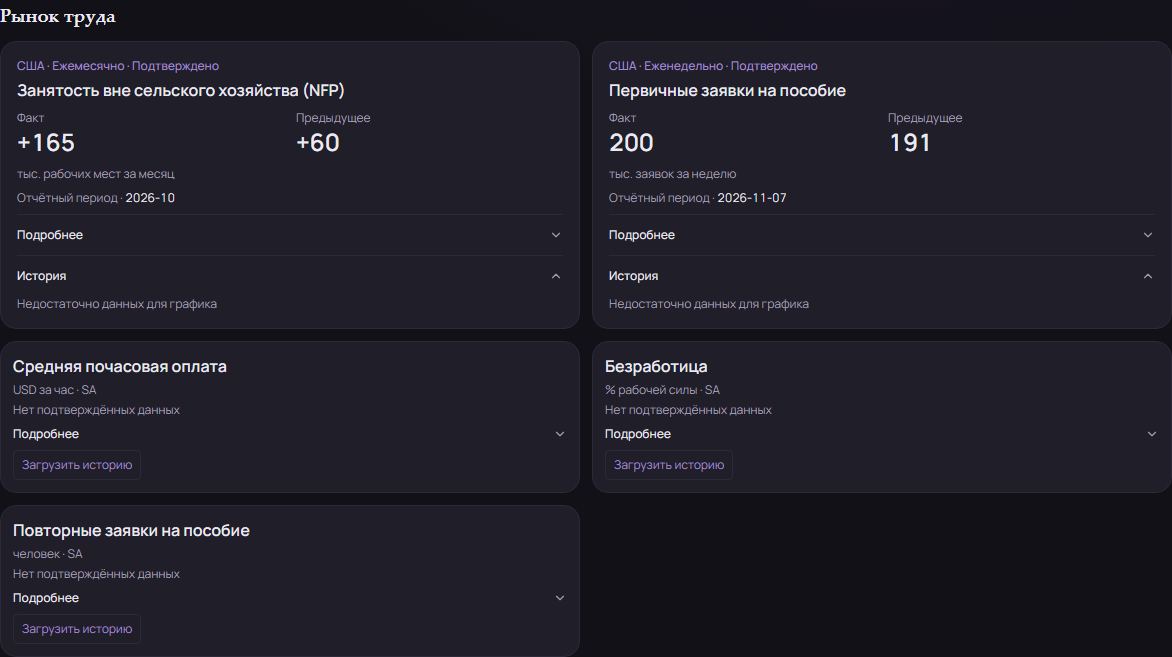 Рынок труда
США · Ежемесячно · Подтверждено
Занятость вне сельского хозяйства (NFP)
Факт
Предыдущее
+165
+60
тыс. рабочих мест за месяц
Отчётный период · 2026-10
Подробнее
История
Недостаточно данных для графика
США · Еженедельно · Подтверждено
Первичные заявки на пособие
Факт
Предыдущее
200
191
тыс. заявок за неделю
Отчётный период · 2026-11-07
Подробнее
История
Недостаточно данных для графика
Средняя почасовая оплата
USD за час · SA
Нет подтверждённых данных
Подробнее
Загрузить историю
Безработица
% рабочей силы · SA
Нет подтверждённых данных
Подробнее
Загрузить историю
Повторные заявки на пособие
человек · SA
Нет подтверждённых данных
Подробнее
Загрузить историю